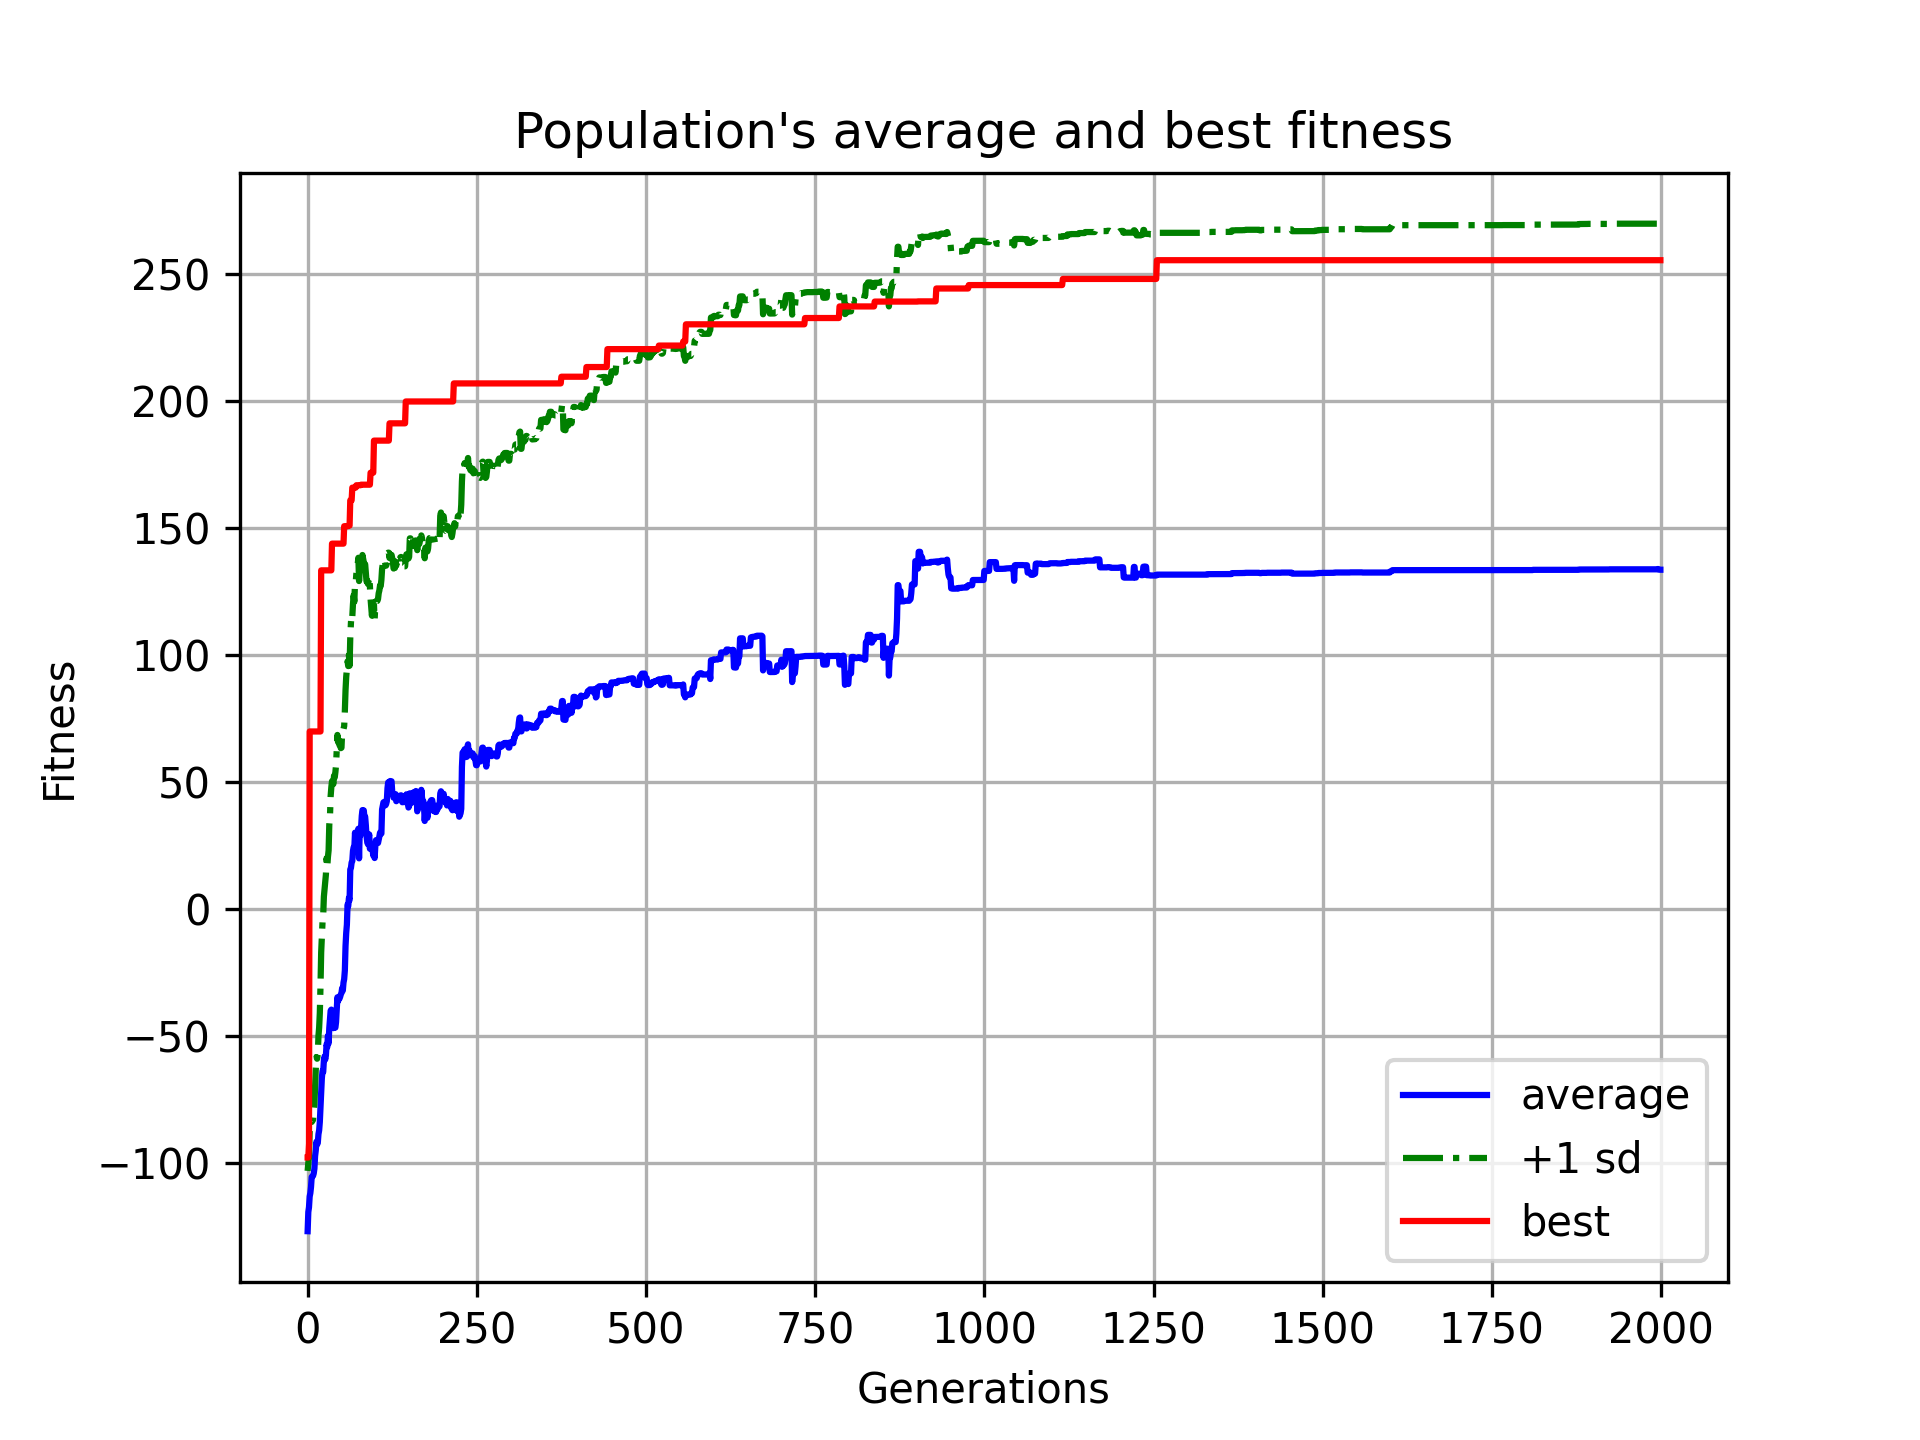 Population's average and best fitness
Fitness
250
200
150
100
50
0
−50
−100
0 250 500 750 1000 1250 1500 1750 2000
Generations
average
+1 sd
best